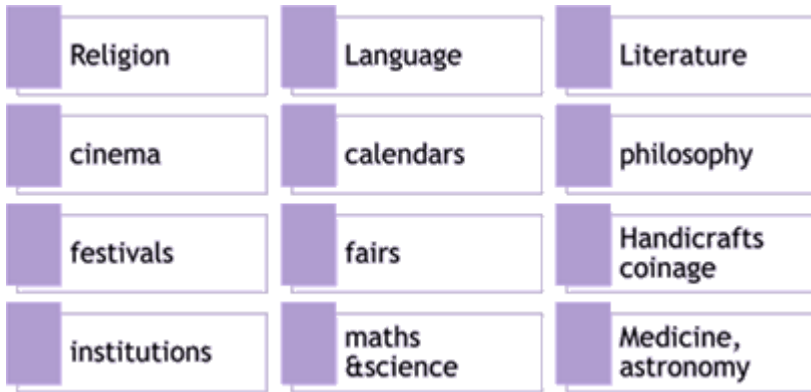 Religion
Language
Literature
cinema
calendars
philosophy
festivals
fairs
Handicrafts
coinage
institutions
maths
&science
Medicine,
astronomy